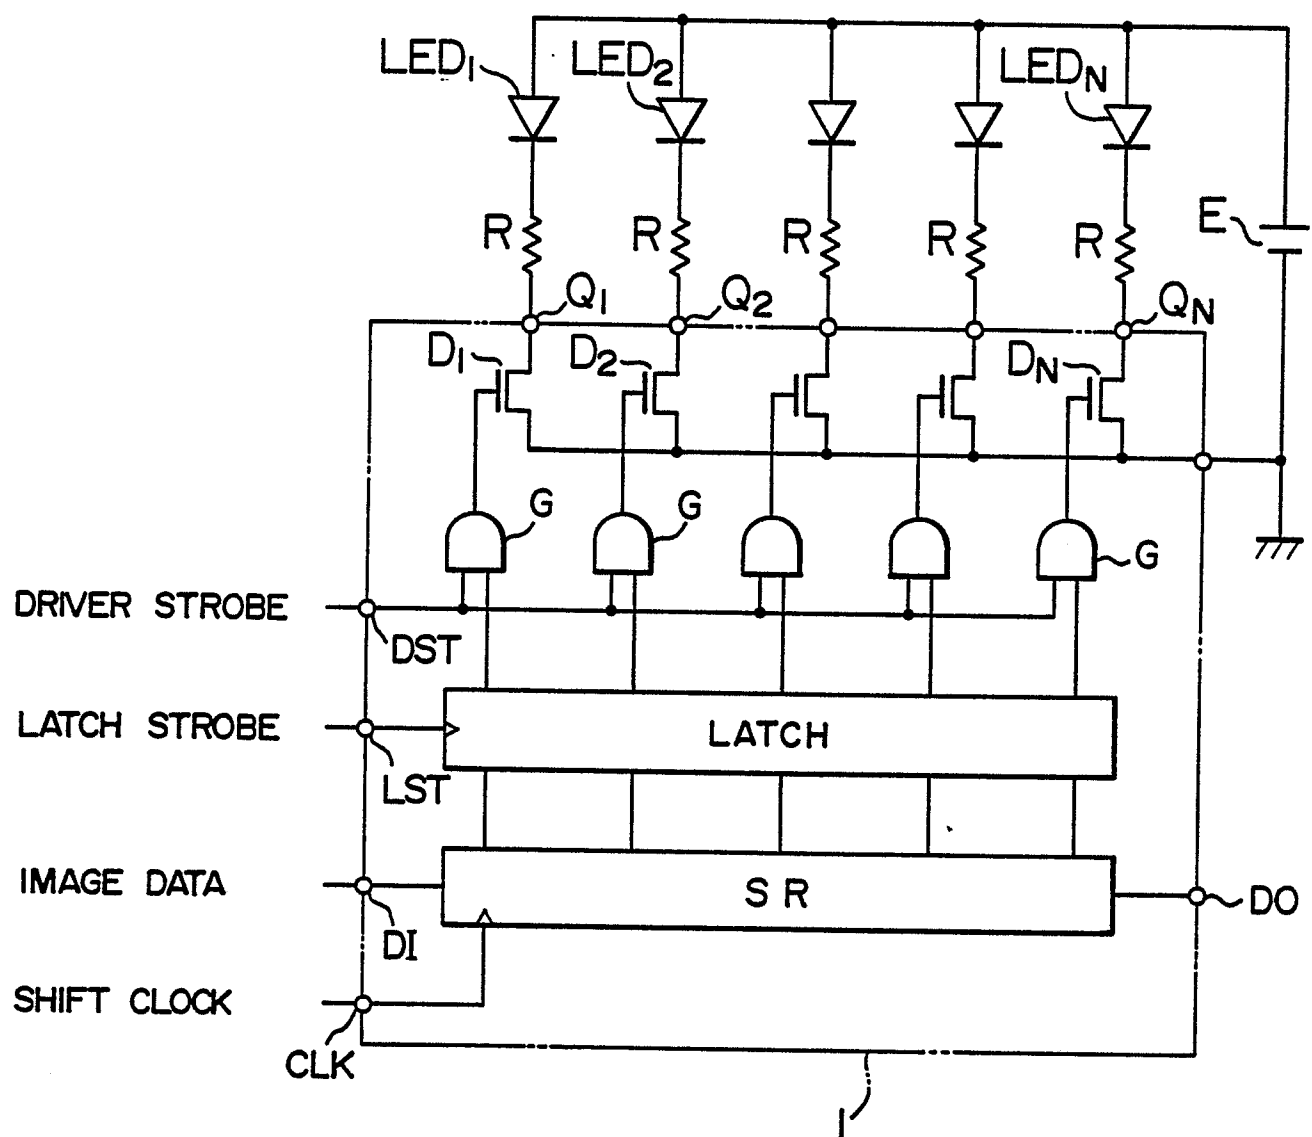 LED1
LED2
LEDN
R
R
R
R
R
E
Q1
Q2
QN
D1
D2
DN
G
G
G
DRIVER STROBE
DST
LATCH STROBE
LATCH
LST
IMAGE DATA
SR
DO
DI
SHIFT CLOCK
CLK
1